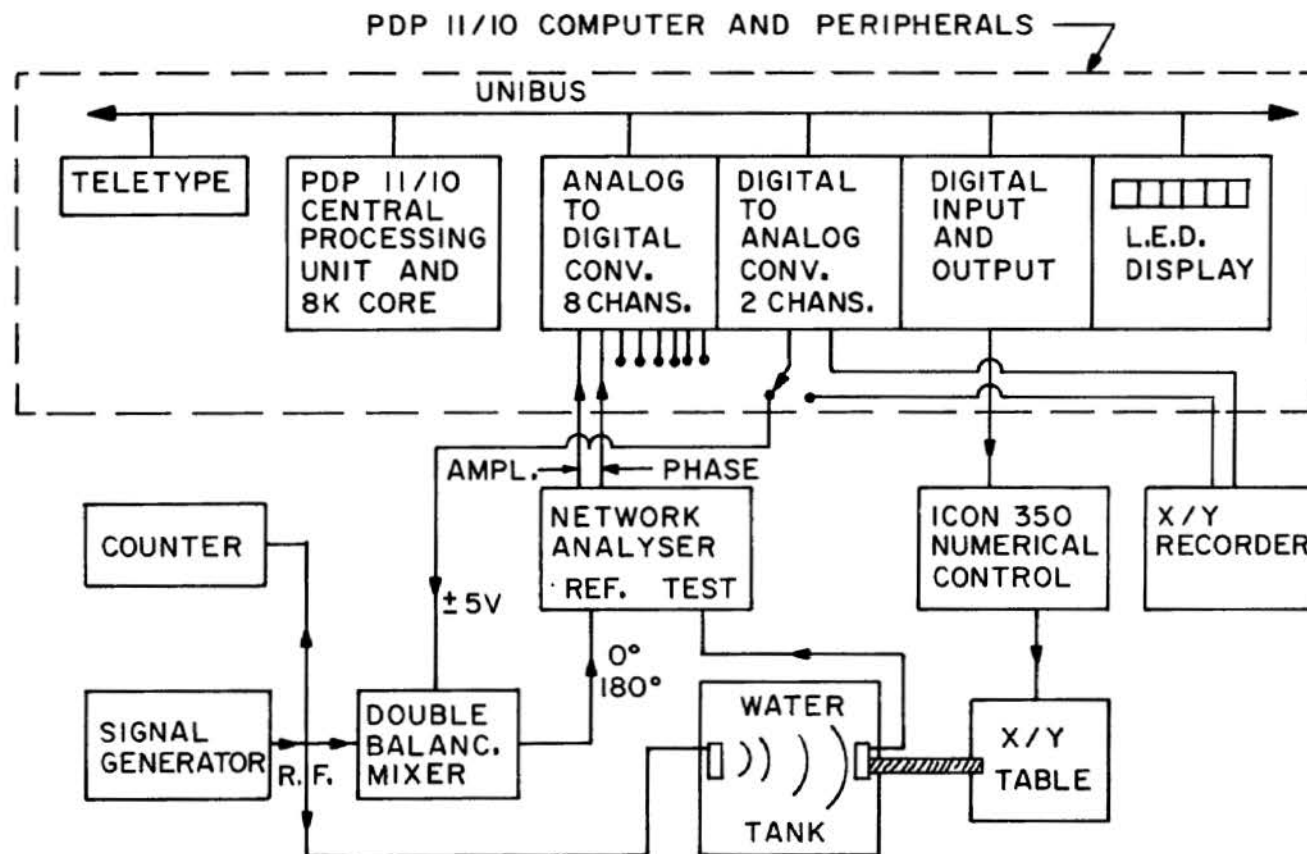 PDP 11/10 COMPUTER AND PERIPHERALS
UNIBUS
TELETYPE
PDP 11/10
CENTRAL
PROCESSING
UNIT AND
8K CORE
ANALOG
TO
DIGITAL
CONV.
8 CHANS.
DIGITAL
TO
ANALOG
CONV.
2 CHANS.
DIGITAL
INPUT
AND
OUTPUT
L.E.D.
DISPLAY
AMPL.
PHASE
COUNTER
NETWORK
ANALYSER
REF. TEST
ICON 350
NUMERICAL
CONTROL
X/Y
RECORDER
±5V
0°
180°
SIGNAL
GENERATOR
R.F.
DOUBLE
BALANC.
MIXER
WATER
TANK
X/Y
TABLE